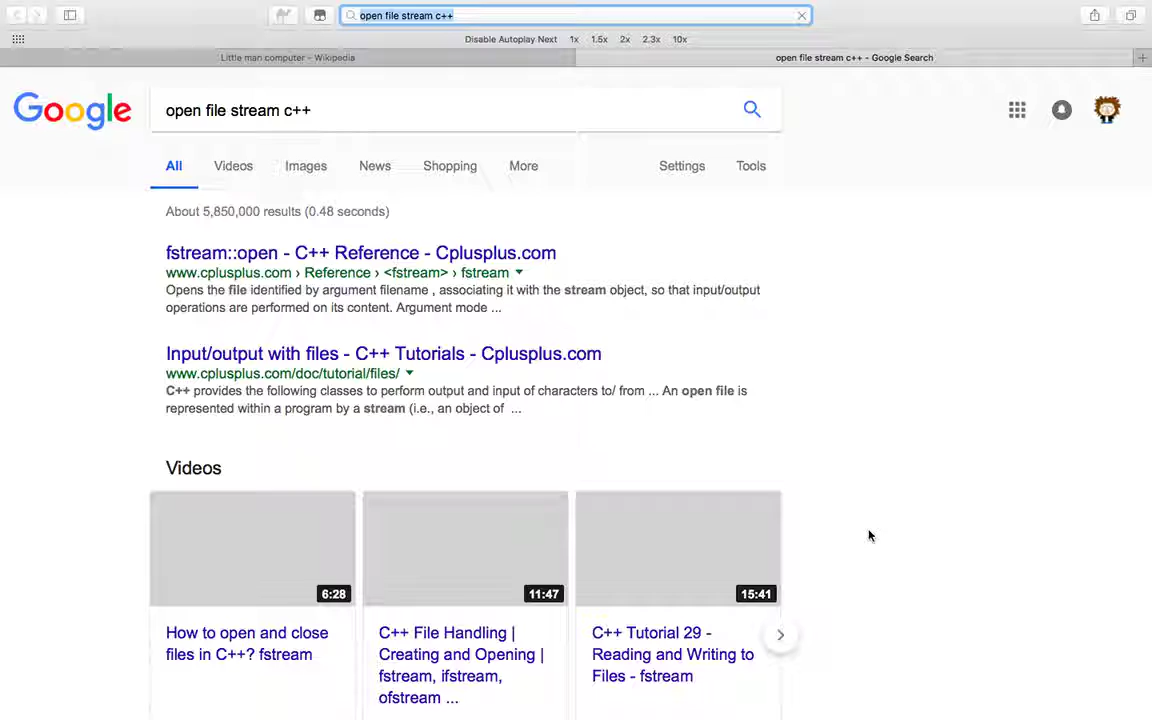 open file stream c++
Disable Autoplay Next 1x 1.5x 2x 2.3x 10x
Little man computer – Wikipedia
open file stream c++ - Google Search
Google
open file stream c++
All Videos Images News Shopping More Settings Tools
About 5,850,000 results (0.48 seconds)
fstream::open - C++ Reference - Cplusplus.com
www.cplusplus.com › Reference › <fstream> › fstream
Opens the file identified by argument filename , associating it with the stream object, so that input/output
operations are performed on its content. Argument mode ...
Input/output with files - C++ Tutorials - Cplusplus.com
www.cplusplus.com/doc/tutorial/files/
C++ provides the following classes to perform output and input of characters to/ from ... An open file is
represented within a program by a stream (i.e., an object of ...
Videos
6:28
11:47
15:41
How to open and close
files in C++? fstream
C++ File Handling |
Creating and Opening |
fstream, ifstream,
ofstream ...
C++ Tutorial 29 -
Reading and Writing to
Files - fstream